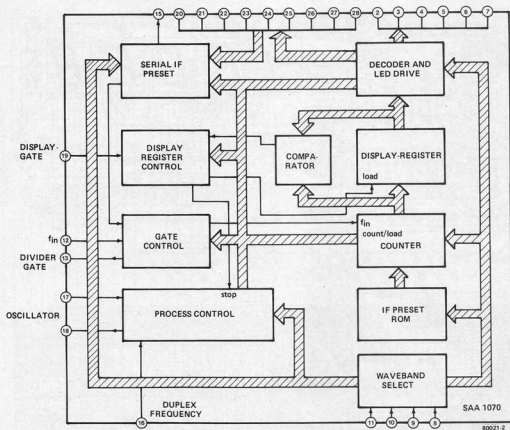 15 20 21 22 23 24 25 26 27 28 2 3 4 5 6 7
SERIAL IF
PRESET
DECODER AND
LED DRIVE
DISPLAY-
GATE
19
DISPLAY
REGISTER
CONTROL
COMPA-
RATOR
DISPLAY-REGISTER
load
fin 12
DIVIDER
GATE
13
GATE
CONTROL
fin
count/load
COUNTER
17
OSCILLATOR
18
stop
PROCESS CONTROL
IF PRESET
ROM
WAVEBAND
SELECT
SAA 1070
DUPLEX
FREQUENCY
16
11 10 9 8
80021-2